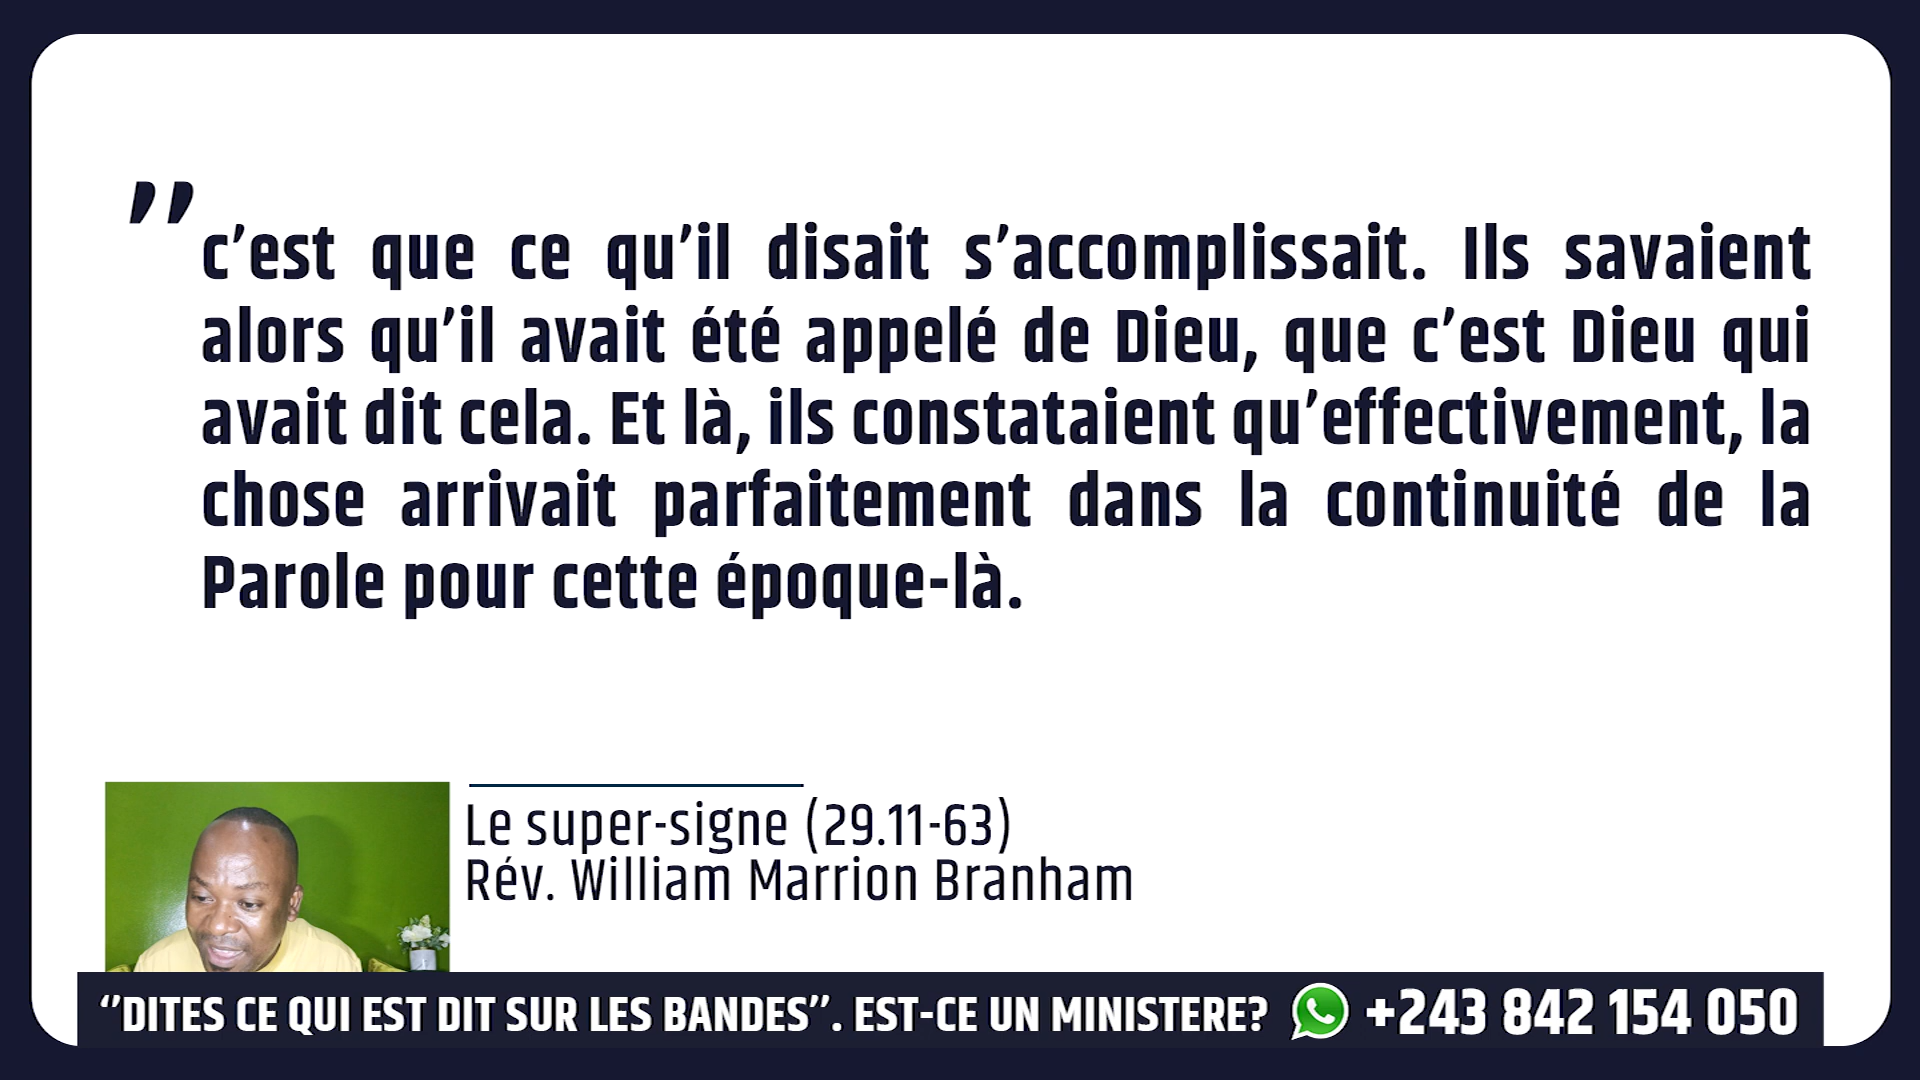 ”
c’est que ce qu’il disait s’accomplissait. Ils savaient
alors qu’il avait été appelé de Dieu, que c’est Dieu qui
avait dit cela. Et là, ils constataient qu’effectivement, la
chose arrivait parfaitement dans la continuité de la
Parole pour cette époque-là.
Le super-signe (29.11-63)
Rév. William Marrion Branham
‘’DITES CE QUI EST DIT SUR LES BANDES’’. EST-CE UN MINISTERE? +243 842 154 050